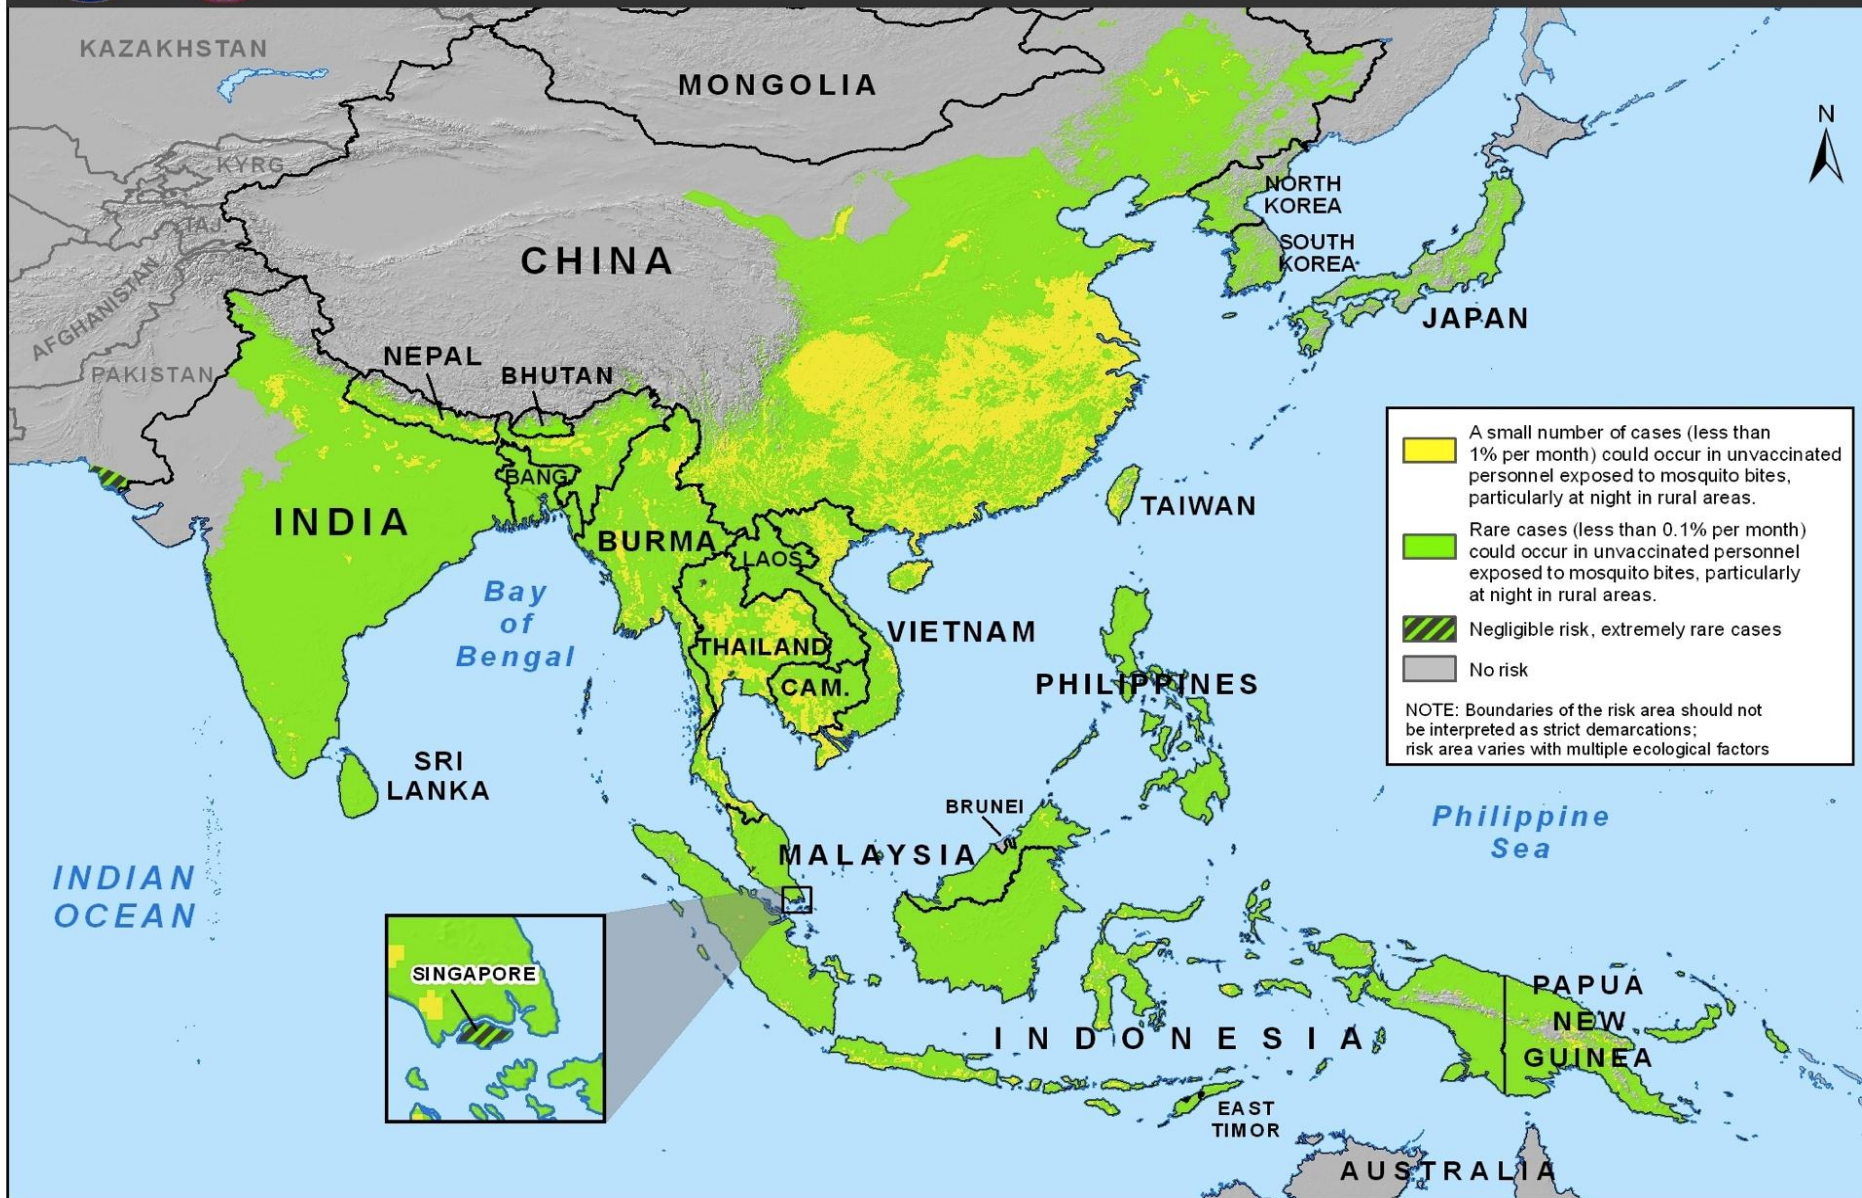 KAZAKHSTAN
MONGOLIA
N
KYRG
TAJ
NORTH
KOREA
SOUTH
KOREA
CHINA
AFGHANISTAN
JAPAN
NEPAL
PAKISTAN
BHUTAN
BANG
TAIWAN
INDIA
BURMA
LAOS
Bay
of
Bengal
VIETNAM
THAILAND
CAM.
PHILIPPINES
SRI
LANKA
BRUNEI
MALAYSIA
Philippine
Sea
INDIAN
OCEAN
SINGAPORE
INDONESIA
PAPUA
NEW
GUINEA
EAST
TIMOR
AUSTRALIA
A small number of cases (less than
1% per month) could occur in unvaccinated
personnel exposed to mosquito bites,
particularly at night in rural areas.
Rare cases (less than 0.1% per month)
could occur in unvaccinated personnel
exposed to mosquito bites, particularly
at night in rural areas.
Negligible risk, extremely rare cases
No risk
NOTE: Boundaries of the risk area should not
be interpreted as strict demarcations;
risk area varies with multiple ecological factors